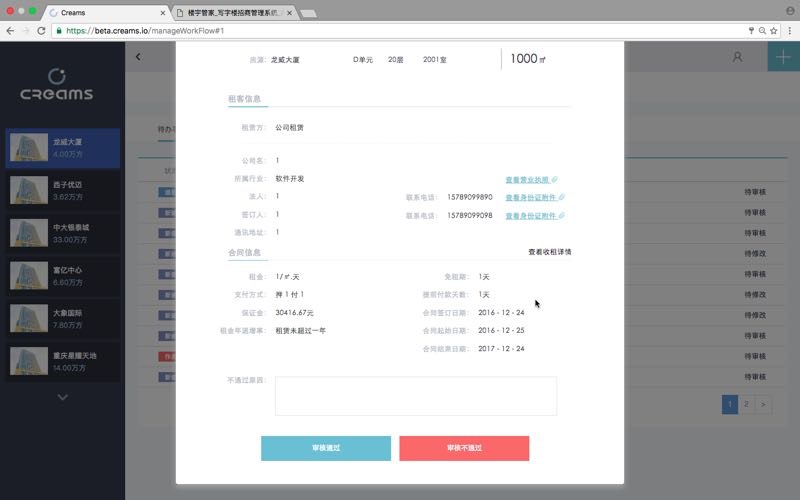 Creams
楼宇管家_写字楼招商管理系统_
https://beta.creams.io/manageWorkFlow#1
CREAMS
龙威大厦
4.00万方
西子优迈
3.62万方
中大银泰城
33.00万方
富亿中心
6.60万方
大象国际
7.80万方
重庆星耀天地
14.00万方
房源: 龙威大厦 D单元 20层 2001室 1000㎡
租客信息
租赁方: 公司租赁
公司名: 1
所属行业: 软件开发 查看营业执照
法人: 1 联系电话: 15789099890 查看身份证附件
签订人: 1 联系电话: 15789099098 查看身份证附件
通讯地址: 1
合同信息 查看收租详情
租金: 1/㎡.天 免租期: 1天
支付方式: 押 1 付 1 提前付款天数: 1天
保证金: 30416.67元 合同签订日期: 2016 - 12 - 24
租金年递增率: 租赁未超过一年 合同起始日期: 2016 - 12 - 25
合同结束日期: 2017 - 12 - 24
不通过原因:
审核通过 审核不通过
待审核
待审核
待修改
待审核
待审核
待审核
待修改
待审核
待审核
待审核
1 2 >